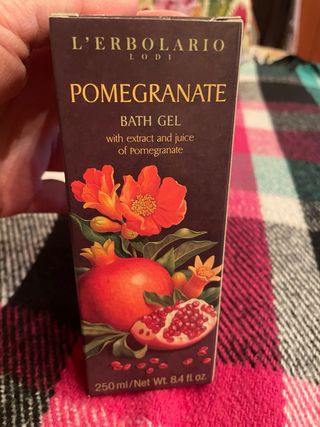 L'ERBOLARIO
LODI
POMEGRANATE
BATH GEL
with extract and juice
of Pomegranate
250 ml/Net Wt. 8.4 fl. oz.